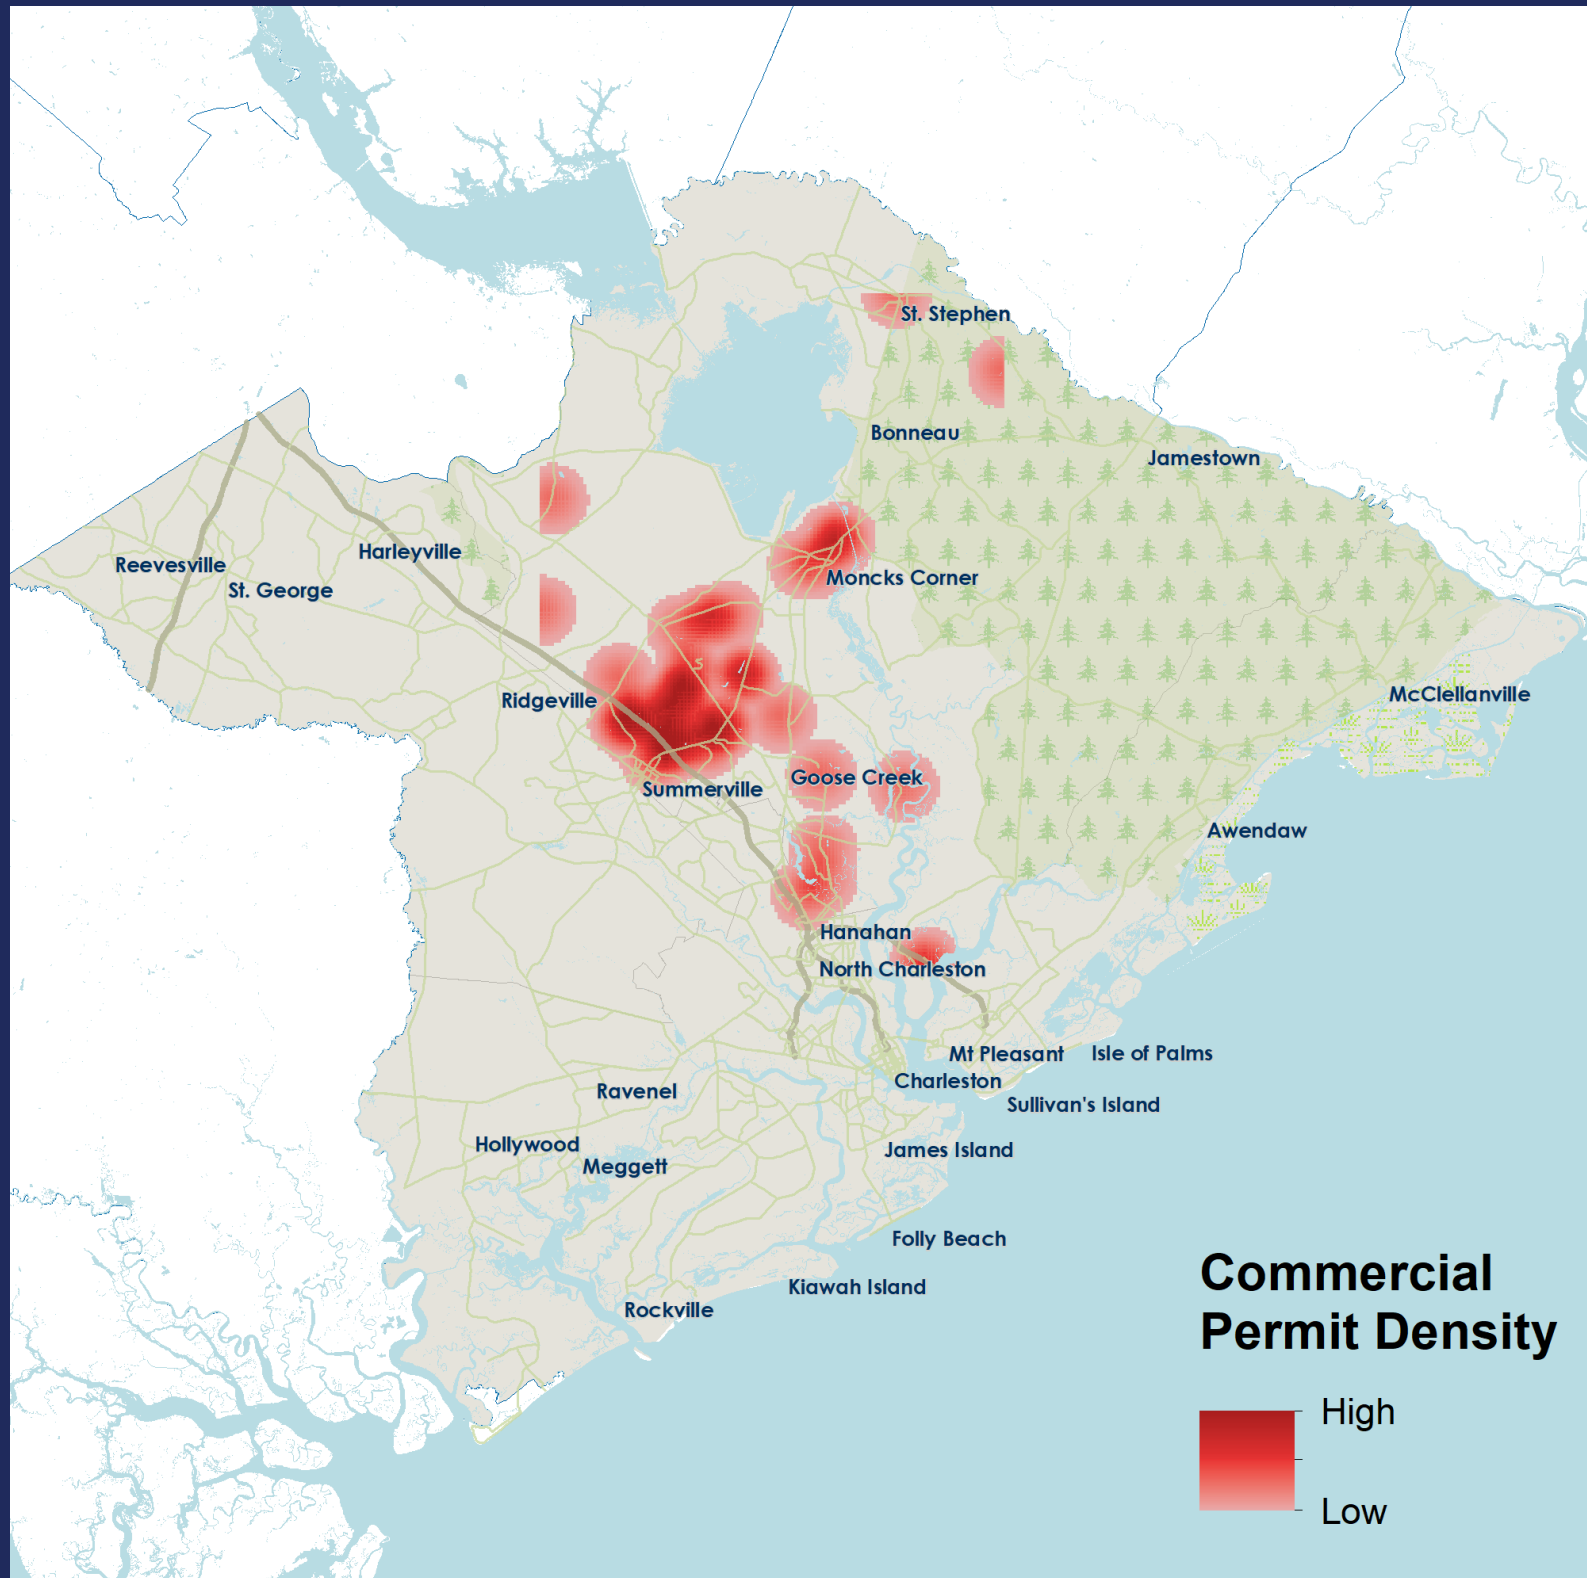 St. Stephen
Bonneau
Jamestown
Harleyville
Reevesville
St. George
Moncks Corner
McClellanville
Ridgeville
Goose Creek
Summerville
Awendaw
Hanahan
North Charleston
Mt Pleasant
Isle of Palms
Charleston
Ravenel
Sullivan's Island
Hollywood
James Island
Meggett
Folly Beach
Kiawah Island
Rockville
Commercial
Permit Density
High
Low